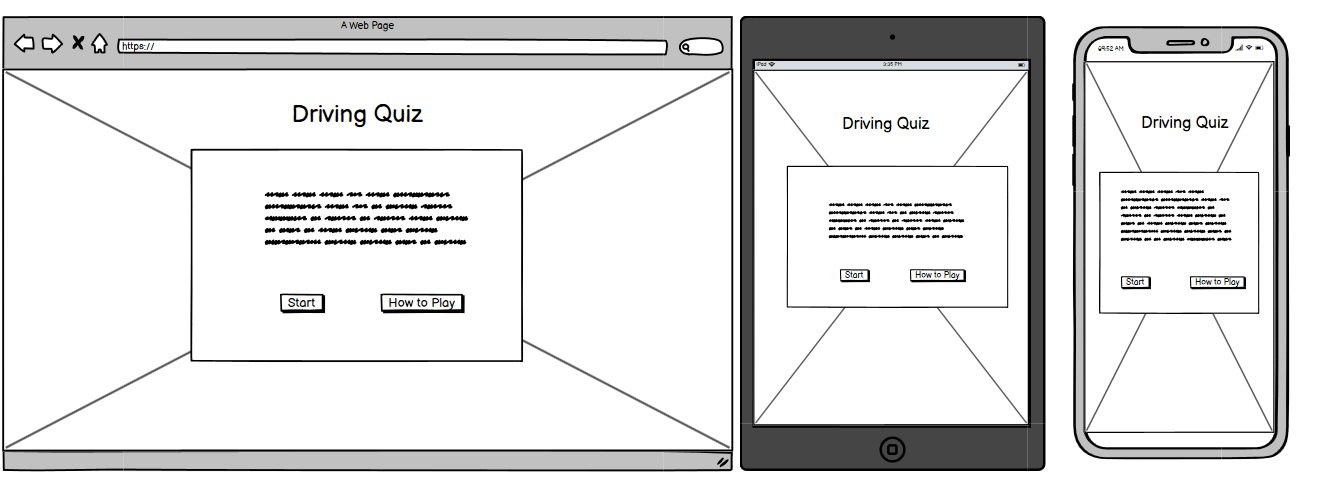 A Web Page
https://
Driving Quiz
Start
How to Play
iPad
3:35 PM
Driving Quiz
Start
How to Play
09:52 AM
Driving Quiz
Start
How to Play